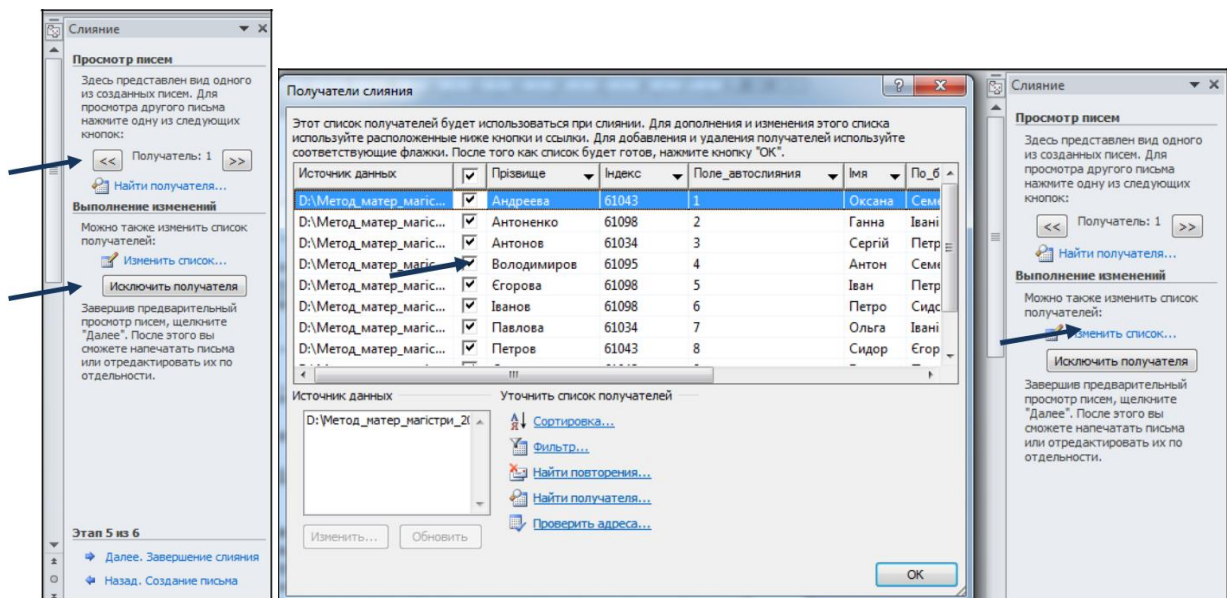 Слияние
Просмотр писем
Здесь представлен вид одного
из созданных писем. Для
просмотра другого письма
нажмите одну из следующих
кнопок:
<< Получатель: 1 >>
Найти получателя...
Выполнение изменений
Можно также изменить список
получателей:
Изменить список...
Исключить получателя
Завершив предварительный
просмотр писем, щелкните
"Далее". После этого вы
сможете напечатать письма
или отредактировать их по
отдельности.
Этап 5 из 6
Далее. Завершение слияния
Назад. Создание письма
Получатели слияния
Этот список получателей будет использоваться при слиянии. Для дополнения и изменения этого списка
используйте расположенные ниже кнопки и ссылки. Для добавления и удаления получателей используйте
соответствующие флажки. После того как список будет готов, нажмите кнопку "ОК".
Источник данных Прізвище Індекс Поле_автослияния Імя По_б
D:\Метод_матер_магіс... Андреева 61043 1 Оксана Семе
D:\Метод_матер_магіс... Антоненко 61098 2 Ганна Івані
D:\Метод_матер_магіс... Антонов 61034 3 Сергій Петр
D:\Метод_матер_магіс... Володимиров 61095 4 Антон Семе
D:\Метод_матер_магіс... Єгорова 61098 5 Іван Петр
D:\Метод_матер_магіс... Іванов 61098 6 Петро Сидо
D:\Метод_матер_магіс... Павлова 61034 7 Ольга Івані
D:\Метод_матер_магіс... Петров 61043 8 Сидор Єгор
Источник данных
D:\Метод_матер_магістри_20
Изменить... Обновить
Уточнить список получателей
Сортировка...
Фильтр...
Найти повторения...
Найти получателя...
Проверить адреса...
ОК
Слияние
Просмотр писем
Здесь представлен вид одного
из созданных писем. Для
просмотра другого письма
нажмите одну из следующих
кнопок:
<< Получатель: 1 >>
Найти получателя...
Выполнение изменений
Можно также изменить список
получателей:
Изменить список...
Исключить получателя
Завершив предварительный
просмотр писем, щелкните
"Далее". После этого вы
сможете напечатать письма
или отредактировать их по
отдельности.